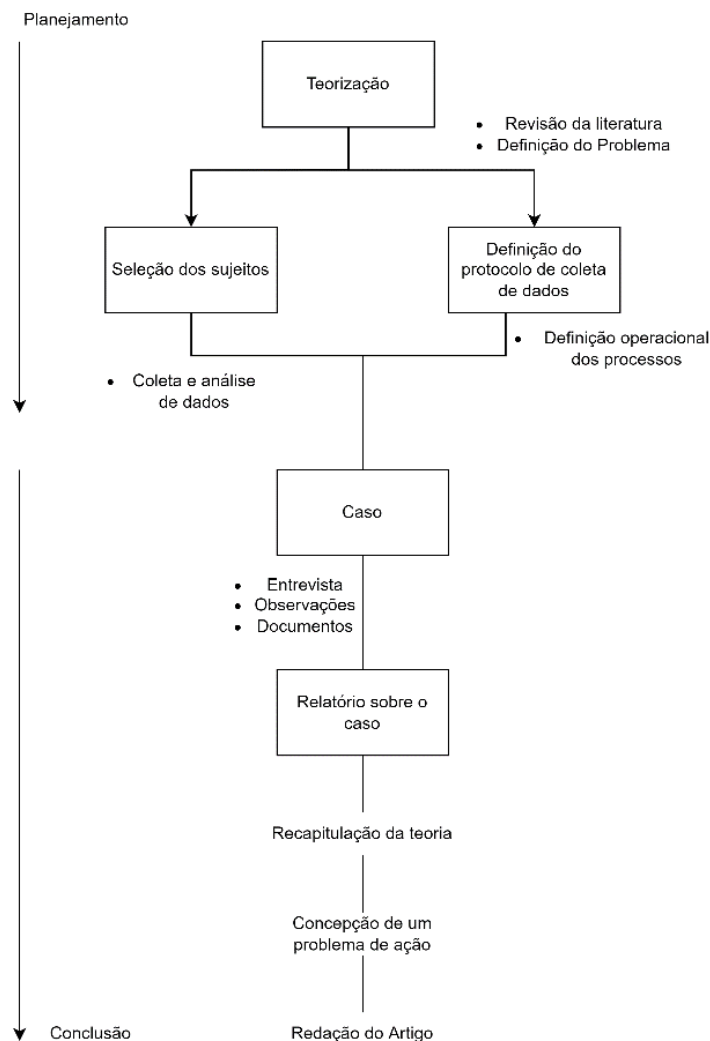 Planejamento
Teorização
• Revisão da literatura
• Definição do Problema
Seleção dos sujeitos
Definição do
protocolo de coleta
de dados
• Definição operacional
dos processos
• Coleta e análise
de dados
Caso
• Entrevista
• Observações
• Documentos
Relatório sobre o
caso
Recapitulação da teoria
Concepção de um
problema de ação
Conclusão
Redação do Artigo